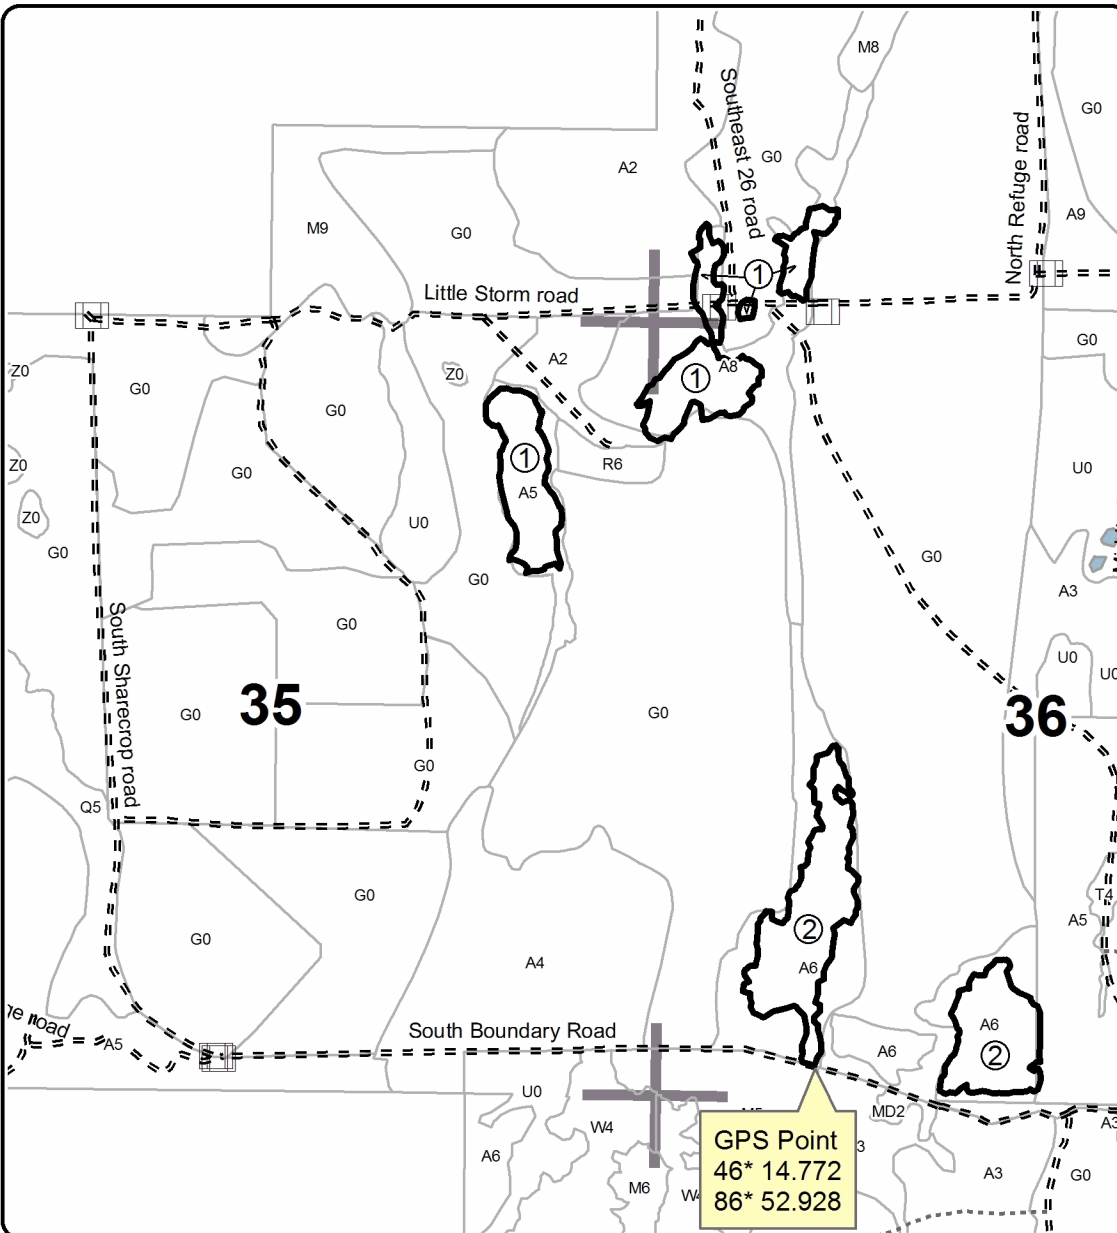 M8
G0
Southeast 26 road
A2
G0
North Refuge road
A9
M9
G0
1
Little Storm road
A2
A8
G0
Z0
Z0
G0
1
G0
1
R6
Z0
G0
U0
A5
Z0
U0
G0
G0
G0
A3
South Sharecrop road
G0
U0
U0
35
G0
G0
36
G0
Q5
T4
G0
A5
G0
2
A4
A6
A6
ge road
A5
South Boundary Road
A6
2
U0
MD2
W4
A3
A6
GPS Point
46* 14.772
86* 52.928
3
M6
A3
G0